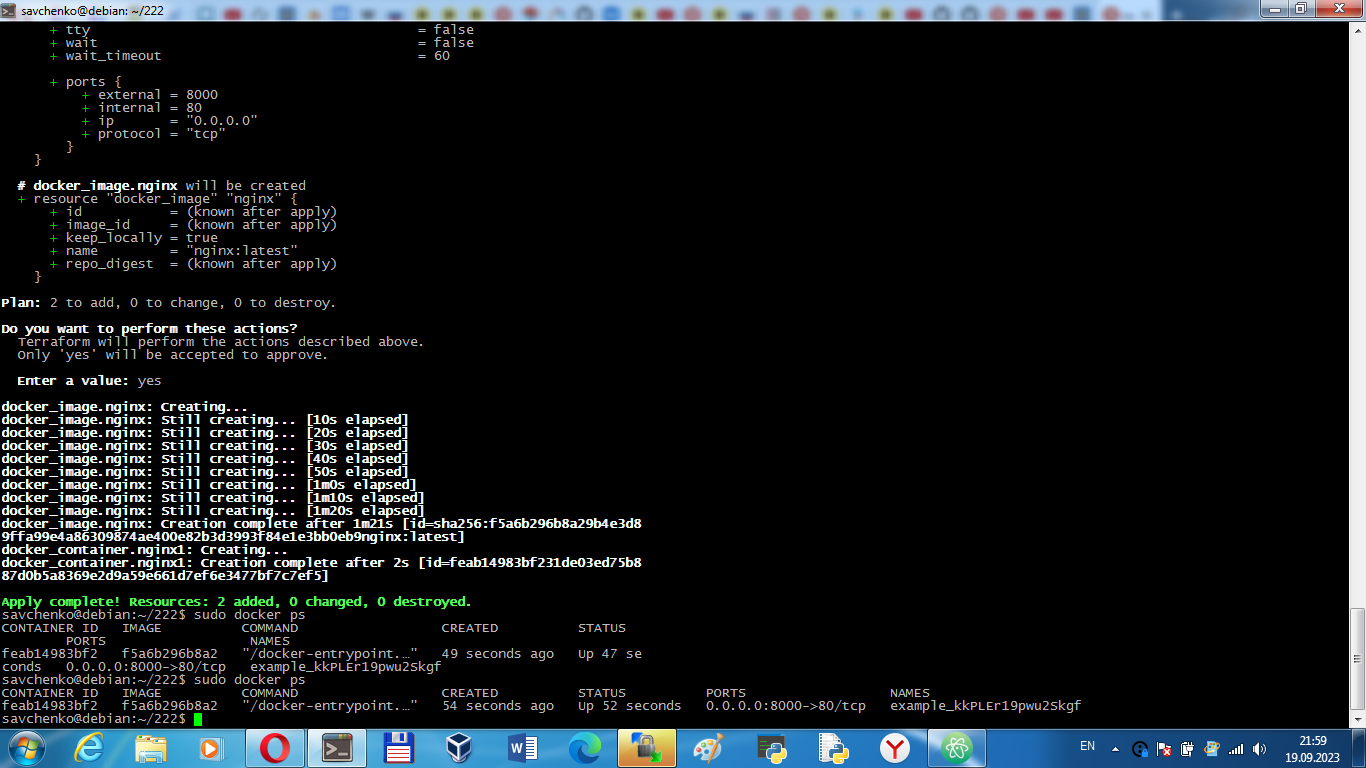 savchenko@debian: ~/222
+ tty = false
+ wait = false
+ wait_timeout = 60
+ ports {
+ external = 8000
+ internal = 80
+ ip = "0.0.0.0"
+ protocol = "tcp"
}
}
# docker_image.nginx will be created
+ resource "docker_image" "nginx" {
+ id = (known after apply)
+ image_id = (known after apply)
+ keep_locally = true
+ name = "nginx:latest"
+ repo_digest = (known after apply)
}
Plan: 2 to add, 0 to change, 0 to destroy.
Do you want to perform these actions?
Terraform will perform the actions described above.
Only 'yes' will be accepted to approve.
Enter a value: yes
docker_image.nginx: Creating...
docker_image.nginx: Still creating... [10s elapsed]
docker_image.nginx: Still creating... [20s elapsed]
docker_image.nginx: Still creating... [30s elapsed]
docker_image.nginx: Still creating... [40s elapsed]
docker_image.nginx: Still creating... [50s elapsed]
docker_image.nginx: Still creating... [1m0s elapsed]
docker_image.nginx: Still creating... [1m10s elapsed]
docker_image.nginx: Still creating... [1m20s elapsed]
docker_image.nginx: Creation complete after 1m21s [id=sha256:f5a6b296b8a29b4e3d8
9ffa99e4a86309874ae400e82b3d3993f84e1e3bb0eb9nginx:latest]
docker_container.nginx1: Creating...
docker_container.nginx1: Creation complete after 2s [id=feab14983bf231de03ed75b8
87d0b5a8369e2d9a59e661d7ef6e3477bf7c7ef5]
Apply complete! Resources: 2 added, 0 changed, 0 destroyed.
savchenko@debian:~/222$ sudo docker ps
CONTAINER ID IMAGE COMMAND CREATED STATUS
PORTS NAMES
feab14983bf2 f5a6b296b8a2 "/docker-entrypoint.…" 49 seconds ago Up 47 se
conds 0.0.0.0:8000->80/tcp example_kkPLEr19pwu2Skgf
savchenko@debian:~/222$ sudo docker ps
CONTAINER ID IMAGE COMMAND CREATED STATUS PORTS NAMES
feab14983bf2 f5a6b296b8a2 "/docker-entrypoint.…" 54 seconds ago Up 52 seconds 0.0.0.0:8000->80/tcp example_kkPLEr19pwu2Skgf
savchenko@debian:~/222$
EN
21:59
19.09.2023